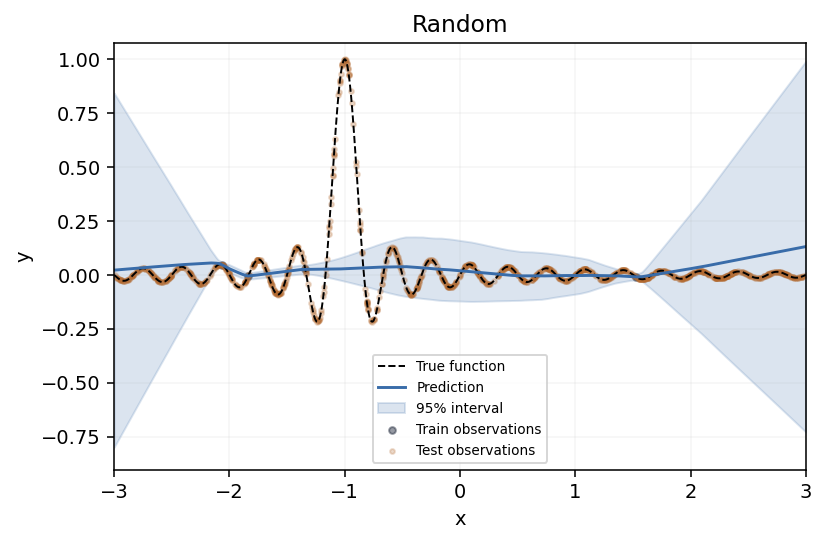 Random
1.00
0.75
0.50
0.25
0.00
−0.25
−0.50
−0.75
y
True function
Prediction
95% interval
Train observations
Test observations
−3 −2 −1 0 1 2 3
x